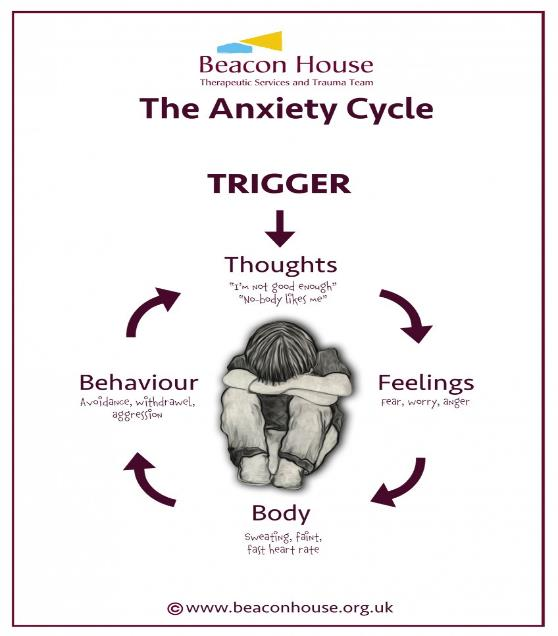 Beacon House
Therapeutic Services and Trauma Team
The Anxiety Cycle
TRIGGER
Thoughts
"I'm not good enough"
"No-body likes me"
Feelings
Fear, worry, anger
Body
Sweating, faint,
fast heart rate
Behaviour
Avoidance, withdrawel,
aggression
©www.beaconhouse.org.uk